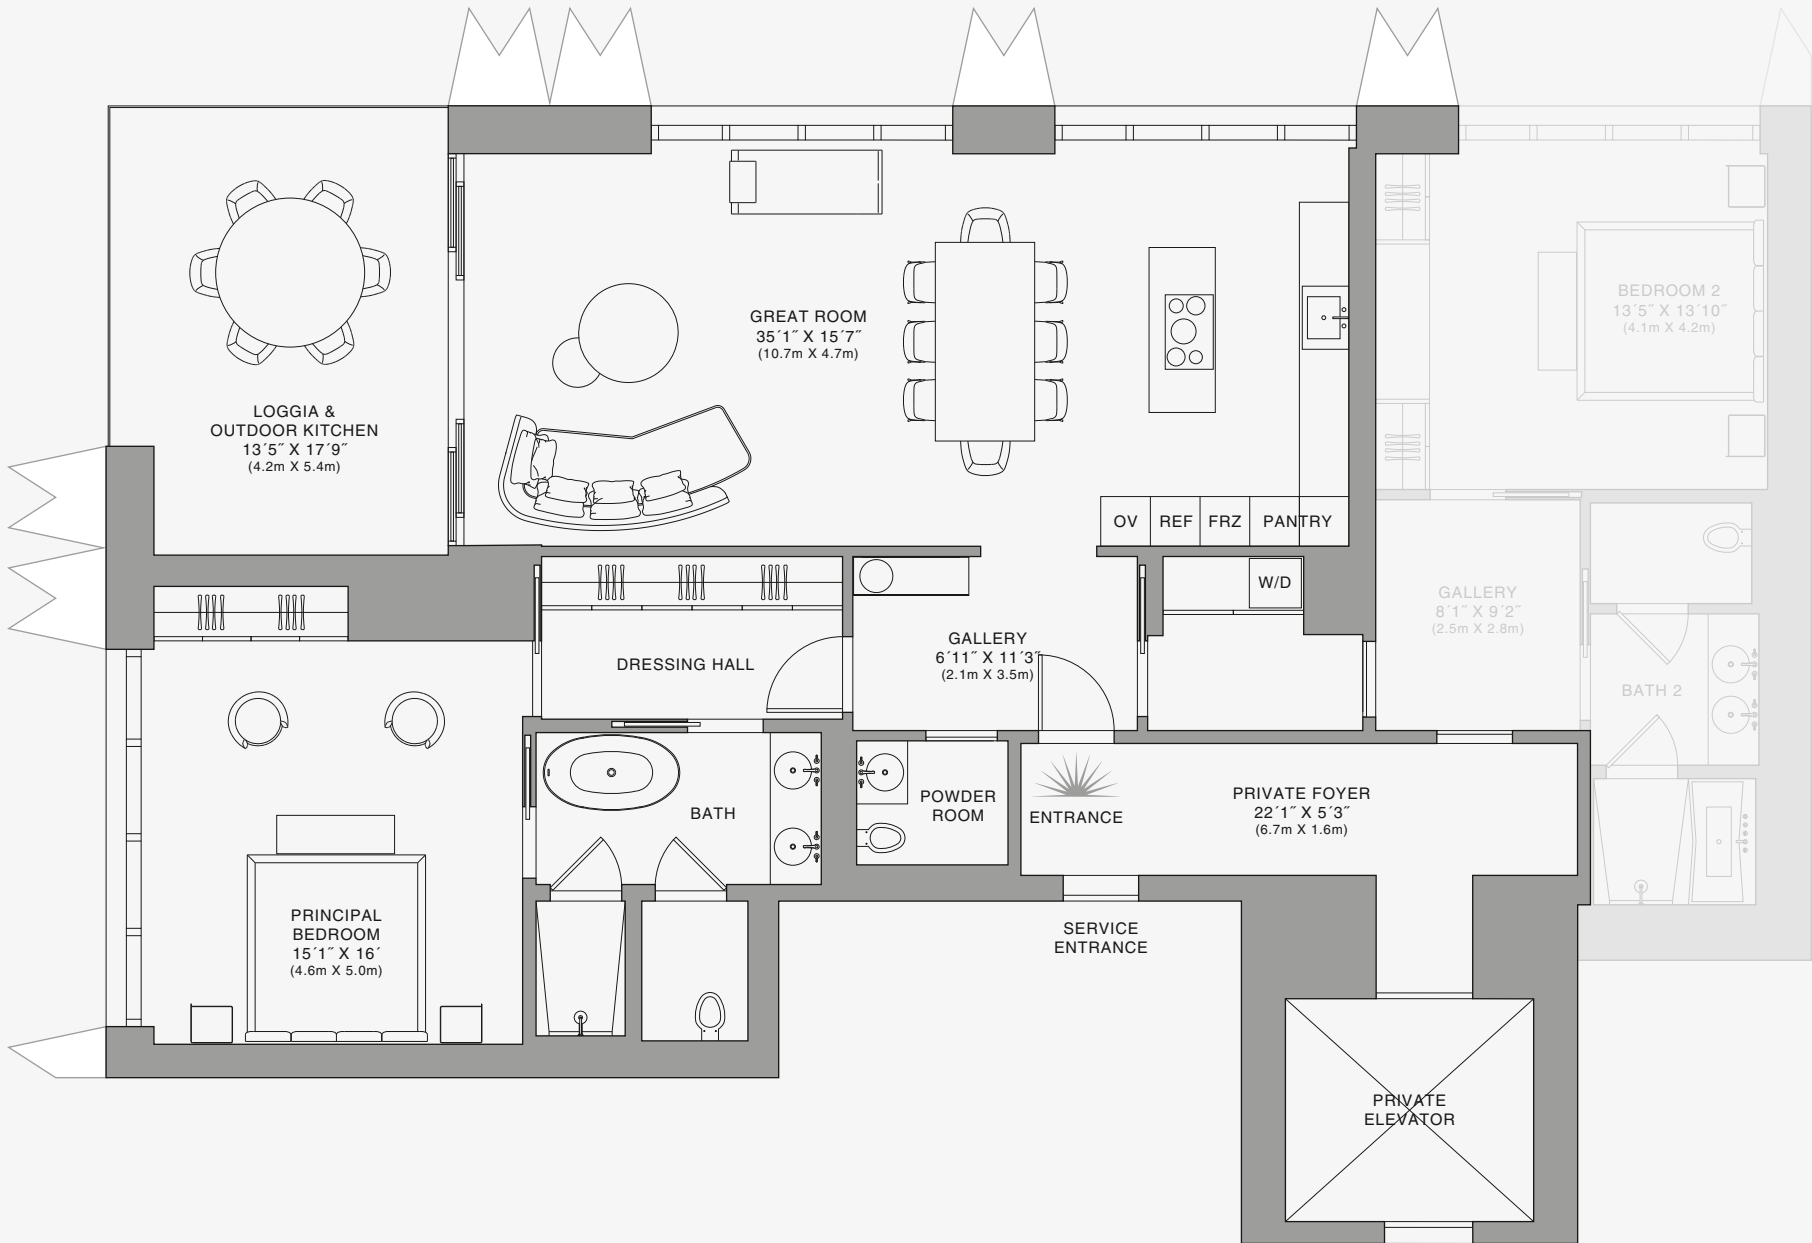 GREAT ROOM
35´1˝ X 15´7˝
(10.7m X 4.7m)
LOGGIA &
OUTDOOR KITCHEN
13´5˝ X 17´9˝
(4.2m X 5.4m)
BEDROOM 2
13´5˝ X 13´10˝
(4.1m X 4.2m)
OV
REF
FRZ
PANTRY
W/D
GALLERY
8´1˝ X 9´2˝
(2.5m X 2.8m)
DRESSING HALL
GALLERY
6´11˝ X 11´3˝
(2.1m X 3.5m)
BATH 2
BATH
POWDER
ROOM
ENTRANCE
PRIVATE FOYER
22´1˝ X 5´3˝
(6.7m X 1.6m)
PRINCIPAL
BEDROOM
15´1˝ X 16´
(4.6m X 5.0m)
SERVICE
ENTRANCE
PRIVATE
ELEVATOR